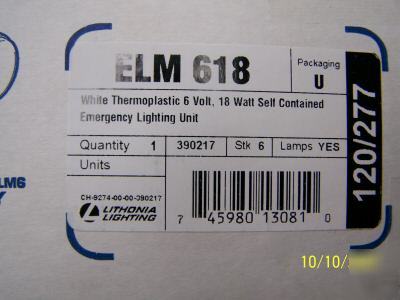 ELM 618
Packaging
U
White Thermoplastic 6 Volt, 18 Watt Self Contained
Emergency Lighting Unit
Quantity 1 390217 Stk 6 Lamps YES
Units
CH-9274-00-00-390217
LITHONIA
LIGHTING
7 45980 13081 0
120/277
LM6
10/10/